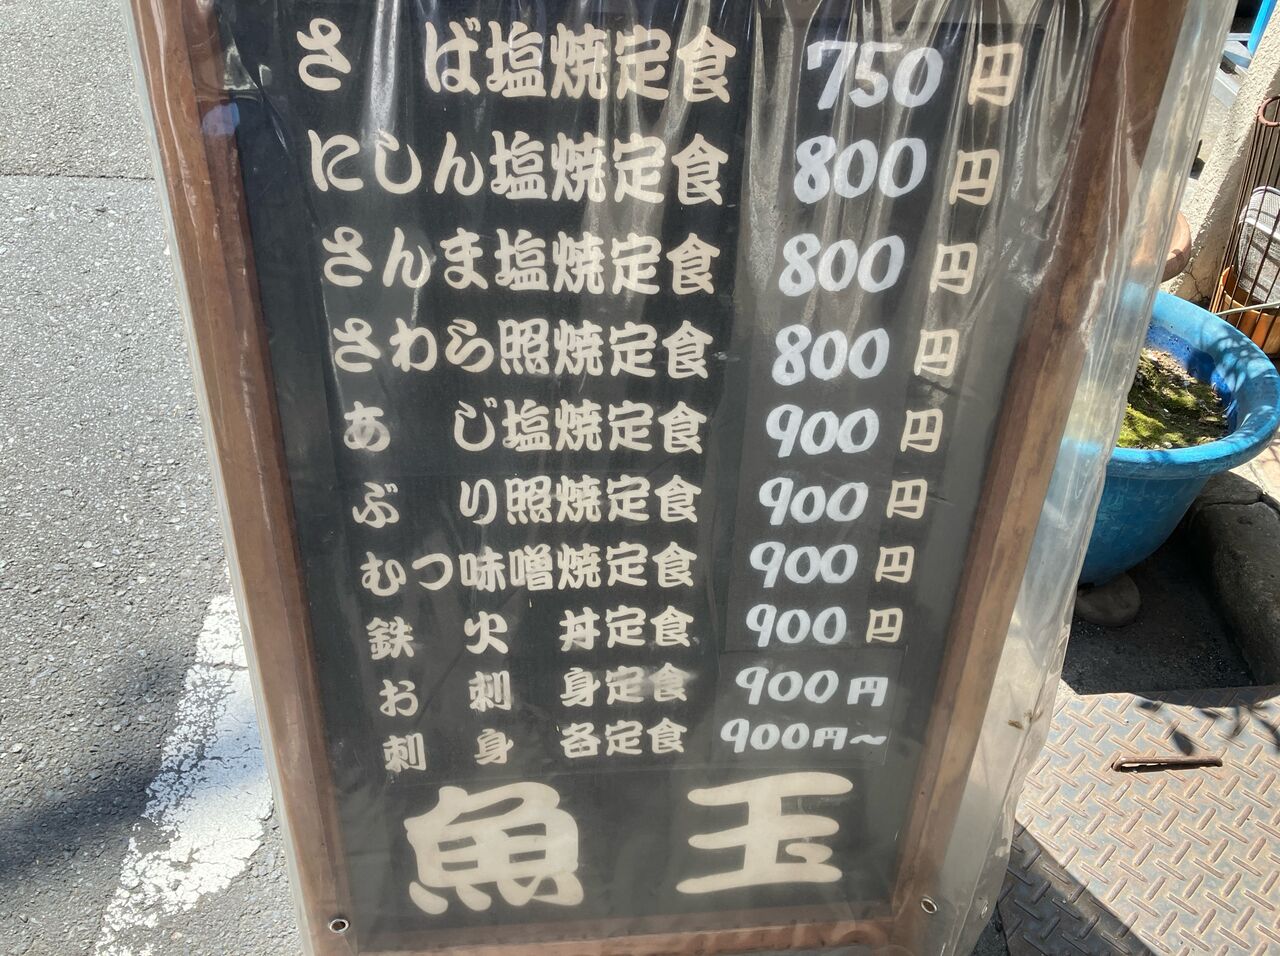 さば塩焼定食 750円
にしん塩焼定食 800円
さんま塩焼定食 800円
さわら照焼定食 800円
あじ塩焼定食 900円
ぶり照焼定食 900円
むつ味噌焼定食 900円
鉄火丼定食 900円
お刺身定食 900円
刺身各定食 900円〜
魚玉